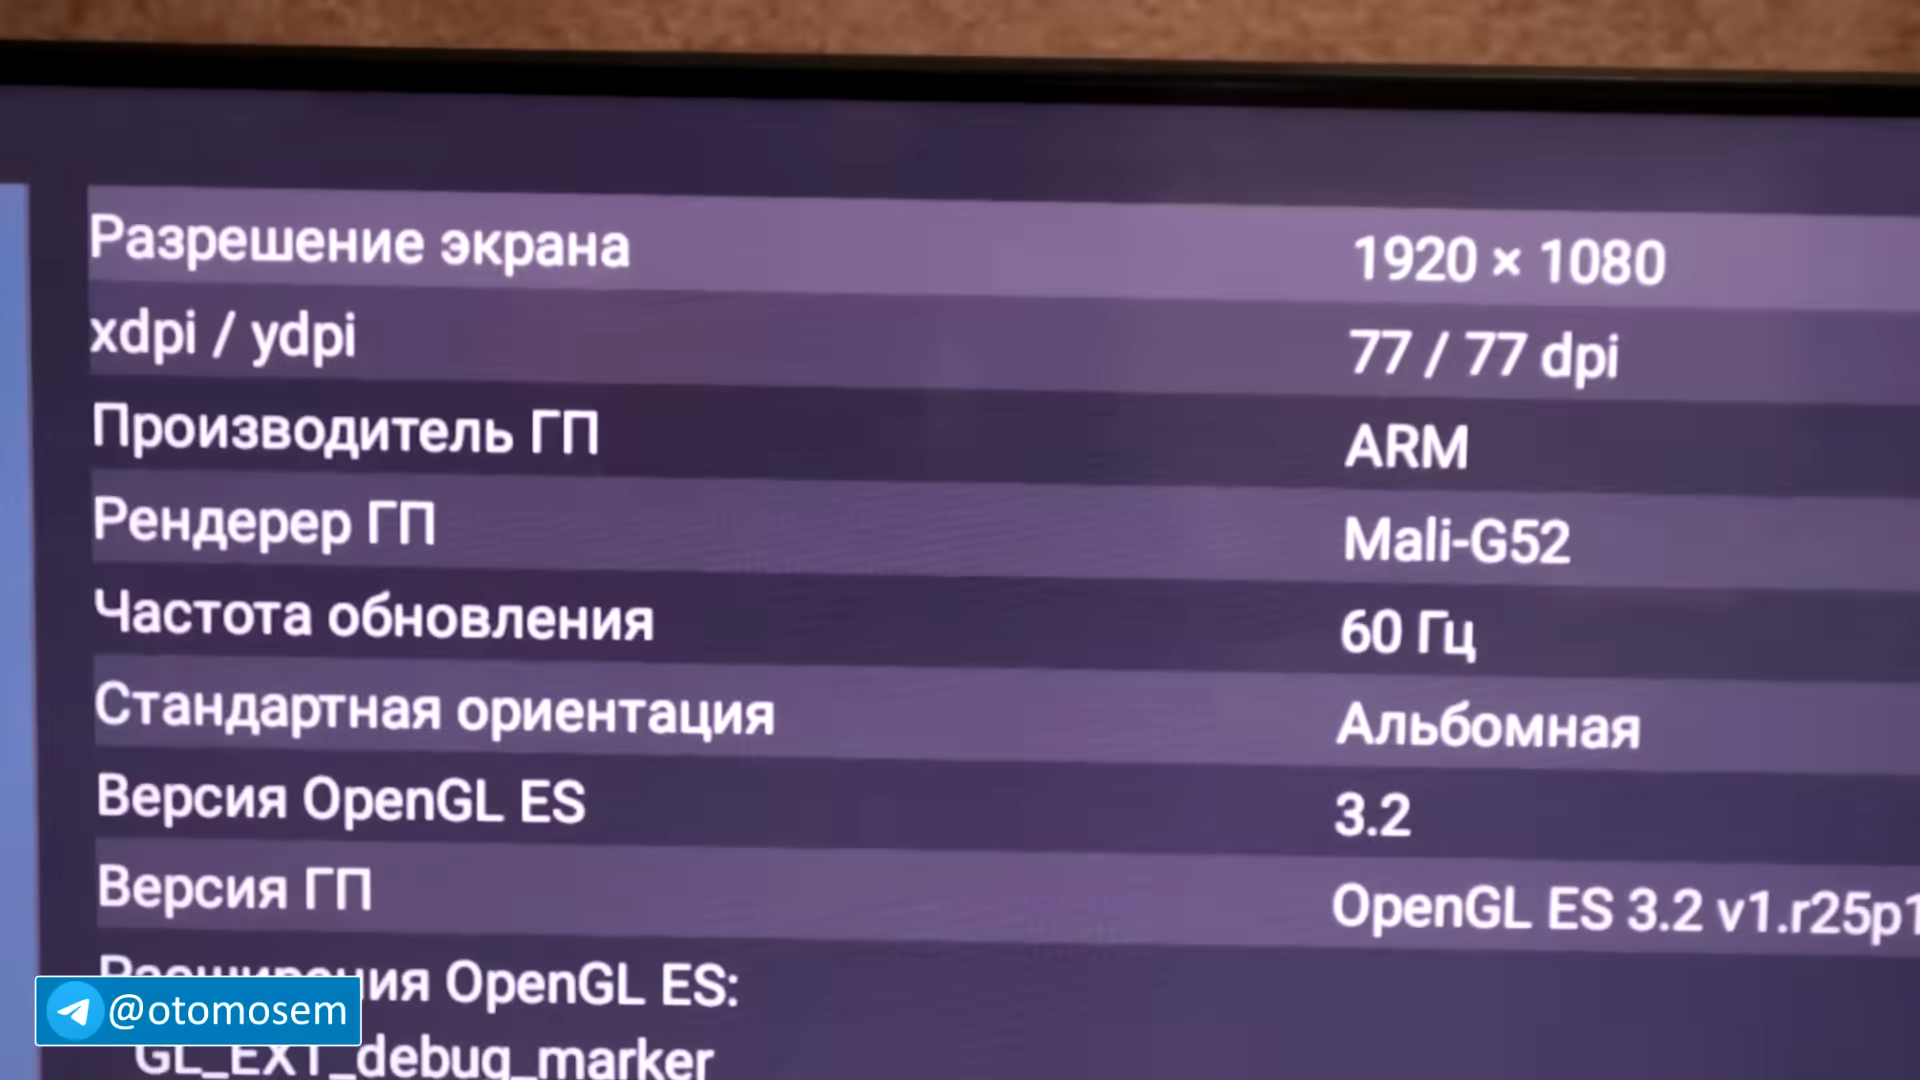 Разрешение экрана 1920 × 1080
xdpi / ydpi 77 / 77 dpi
Производитель ГП ARM
Рендерер ГП Mali-G52
Частота обновления 60 Гц
Стандартная ориентация Альбомная
Версия OpenGL ES 3.2
Версия ГП OpenGL ES 3.2 v1.r25p1
Расширения OpenGL ES:
@otomosem
GL_EXT_debug_marker